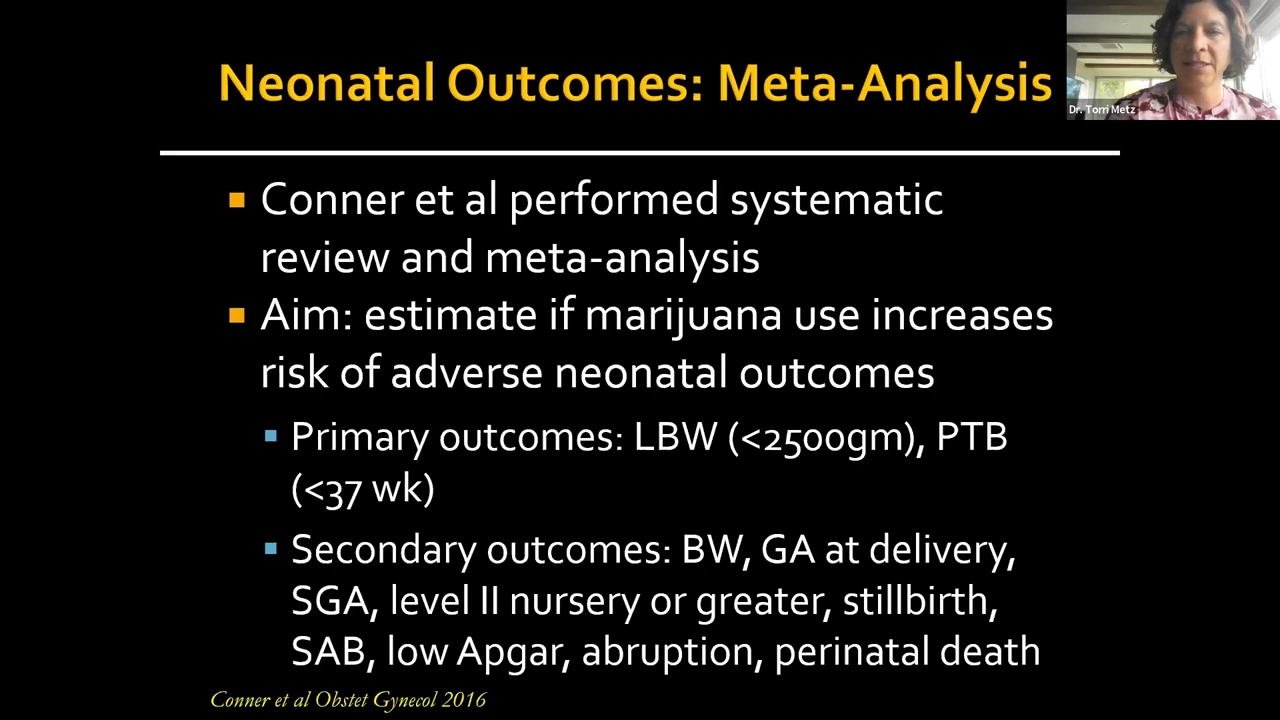 Neonatal Outcomes: Meta-Analysis
Dr. Torri Metz
■ Conner et al performed systematic
review and meta-analysis
■ Aim: estimate if marijuana use increases
risk of adverse neonatal outcomes
▪ Primary outcomes: LBW (<2500gm), PTB
(<37 wk)
▪ Secondary outcomes: BW, GA at delivery,
SGA, level II nursery or greater, stillbirth,
SAB, low Apgar, abruption, perinatal death
Conner et al Obstet Gynecol 2016